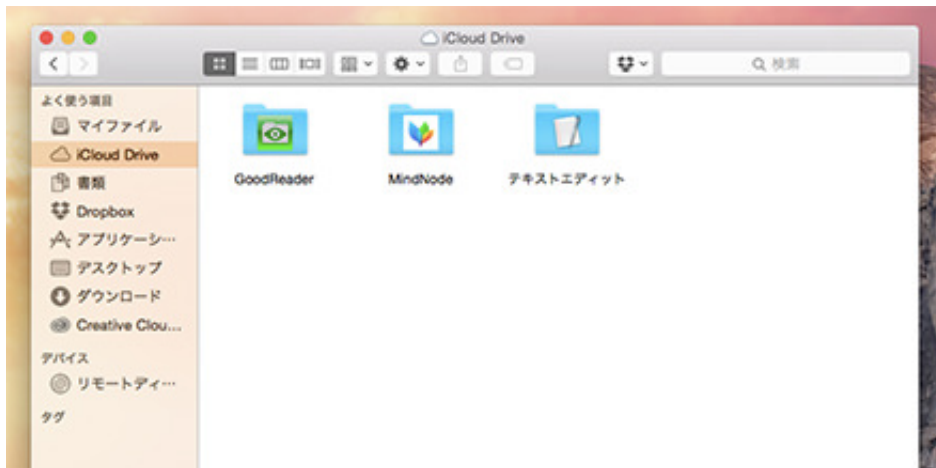 iCloud Drive
検索
よく使う項目
マイファイル
iCloud Drive
書類
Dropbox
アプリケーシ…
デスクトップ
ダウンロード
Creative Clou...
デバイス
リモートディ…
タグ
GoodReader
MindNode
テキストエディット